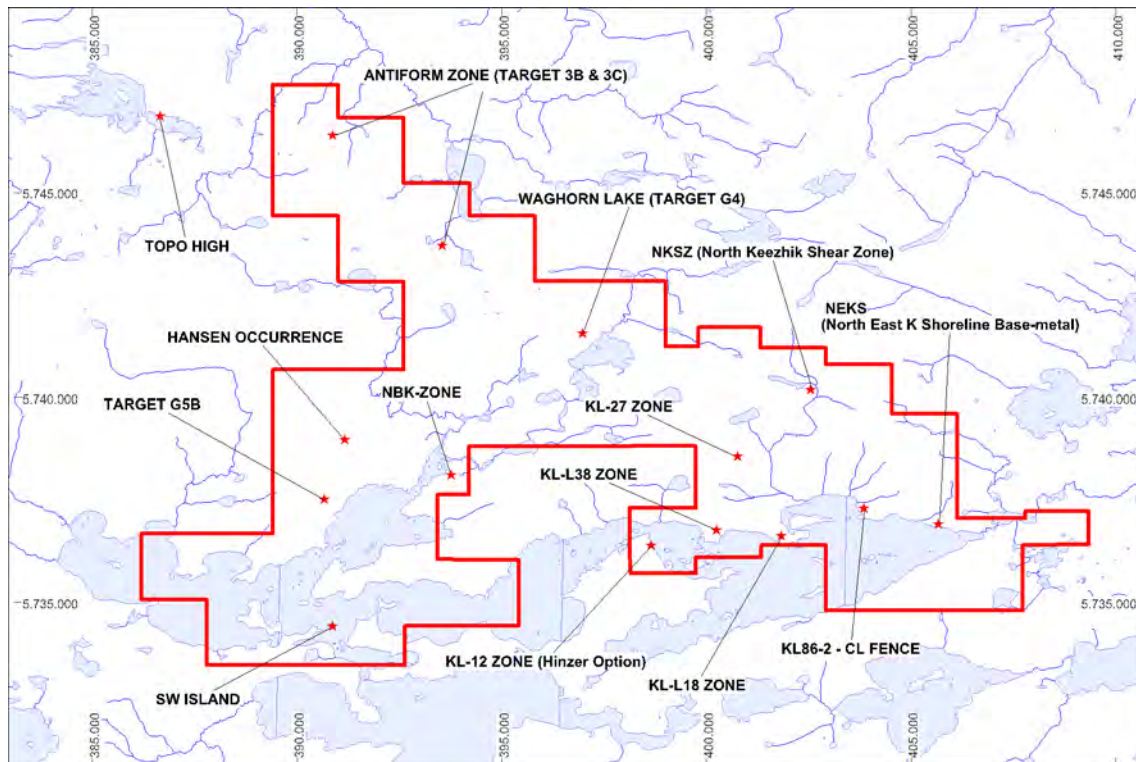 385.000
390.000
395.000
400.000
405.000
410.000
ANTIFORM ZONE (TARGET 3B & 3C)
5.745.000
5.745.000
WAGHORN LAKE (TARGET G4)
TOPO HIGH
NKSZ (North Keezhik Shear Zone)
NEKS
(North East K Shoreline Base-metal)
HANSEN OCCURRENCE
NBK-ZONE
TARGET G5B
5.740.000
5.740.000
KL-27 ZONE
KL-L38 ZONE
5.735.000
5.735.000
KL86-2 - CL FENCE
KL-12 ZONE (Hinzer Option)
KL-L18 ZONE
SW ISLAND
385.000
390.000
395.000
400.000
405.000